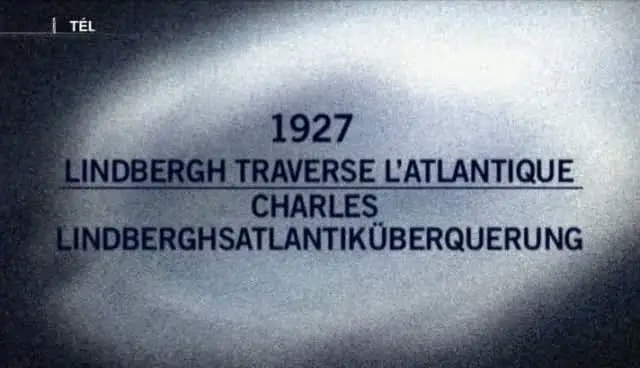 TÉL
1927
LINDBERGH TRAVERSE L'ATLANTIQUE
CHARLES
LINDBERGHSATLANTIKÜBERQUERUNG